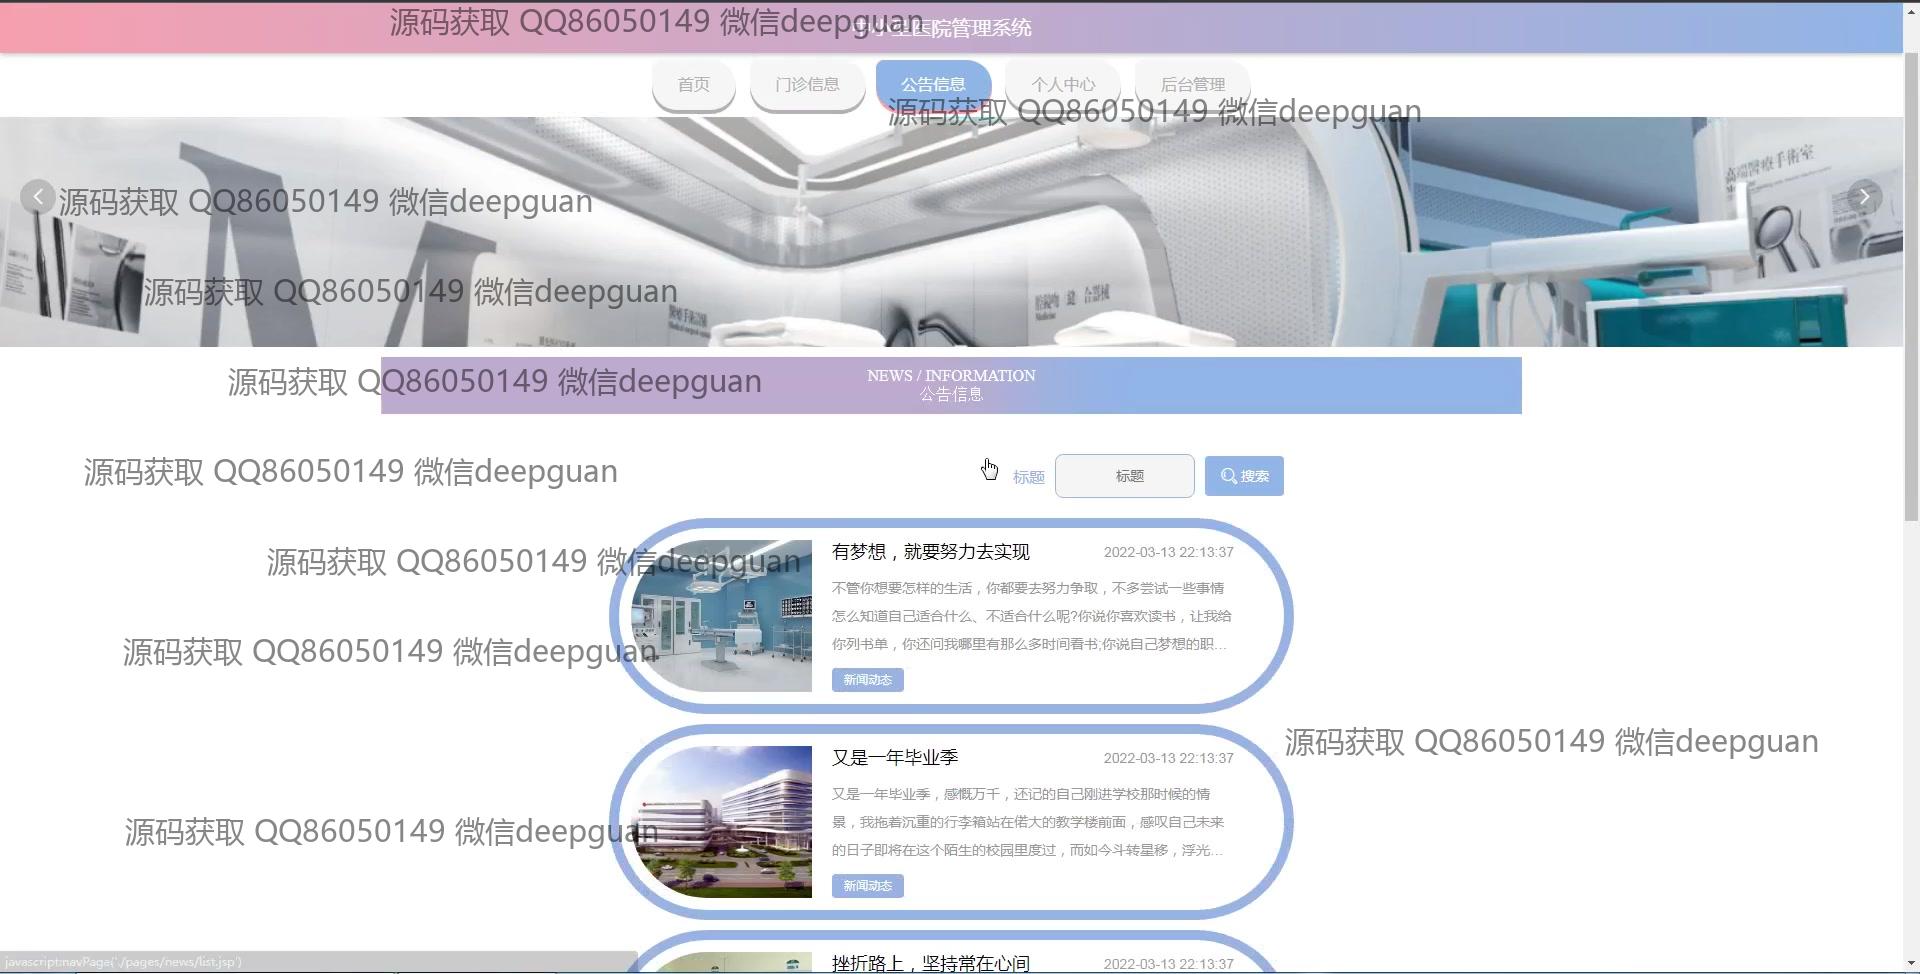 源码获取 QQ86050149 微信deepguan
中小型医院管理系统
首页
门诊信息
公告信息
个人中心
后台管理
源码获取 QQ86050149 微信deepguan
高端醫療手術室
源码获取 QQ86050149 微信deepguan
源码获取 QQ86050149 微信deepguan
源码获取 QQ86050149 微信deepguan
NEWS / INFORMATION
公告信息
源码获取 QQ86050149 微信deepguan
标题
标题
搜索
源码获取 QQ86050149 微信deepguan
有梦想，就要努力去实现
2022-03-13 22:13:37
不管你想要怎样的生活，你都要去努力争取，不多尝试一些事情
怎么知道自己适合什么、不适合什么呢?你说你喜欢读书，让我给
你列书单，你还问我哪里有那么多时间看书;你说自己梦想的职...
新闻动态
源码获取 QQ86050149 微信deepguan
源码获取 QQ86050149 微信deepguan
又是一年毕业季
2022-03-13 22:13:37
又是一年毕业季，感慨万千，还记的自己刚进学校那时候的情
景，我拖着沉重的行李箱站在偌大的教学楼前面，感叹自己未来
的日子即将在这个陌生的校园里度过，而如今斗转星移，浮光...
新闻动态
源码获取 QQ86050149 微信deepguan
挫折路上，坚持常在心间
2022-03-13 22:13:37
javascript:navPage('./pages/news/list.jsp')